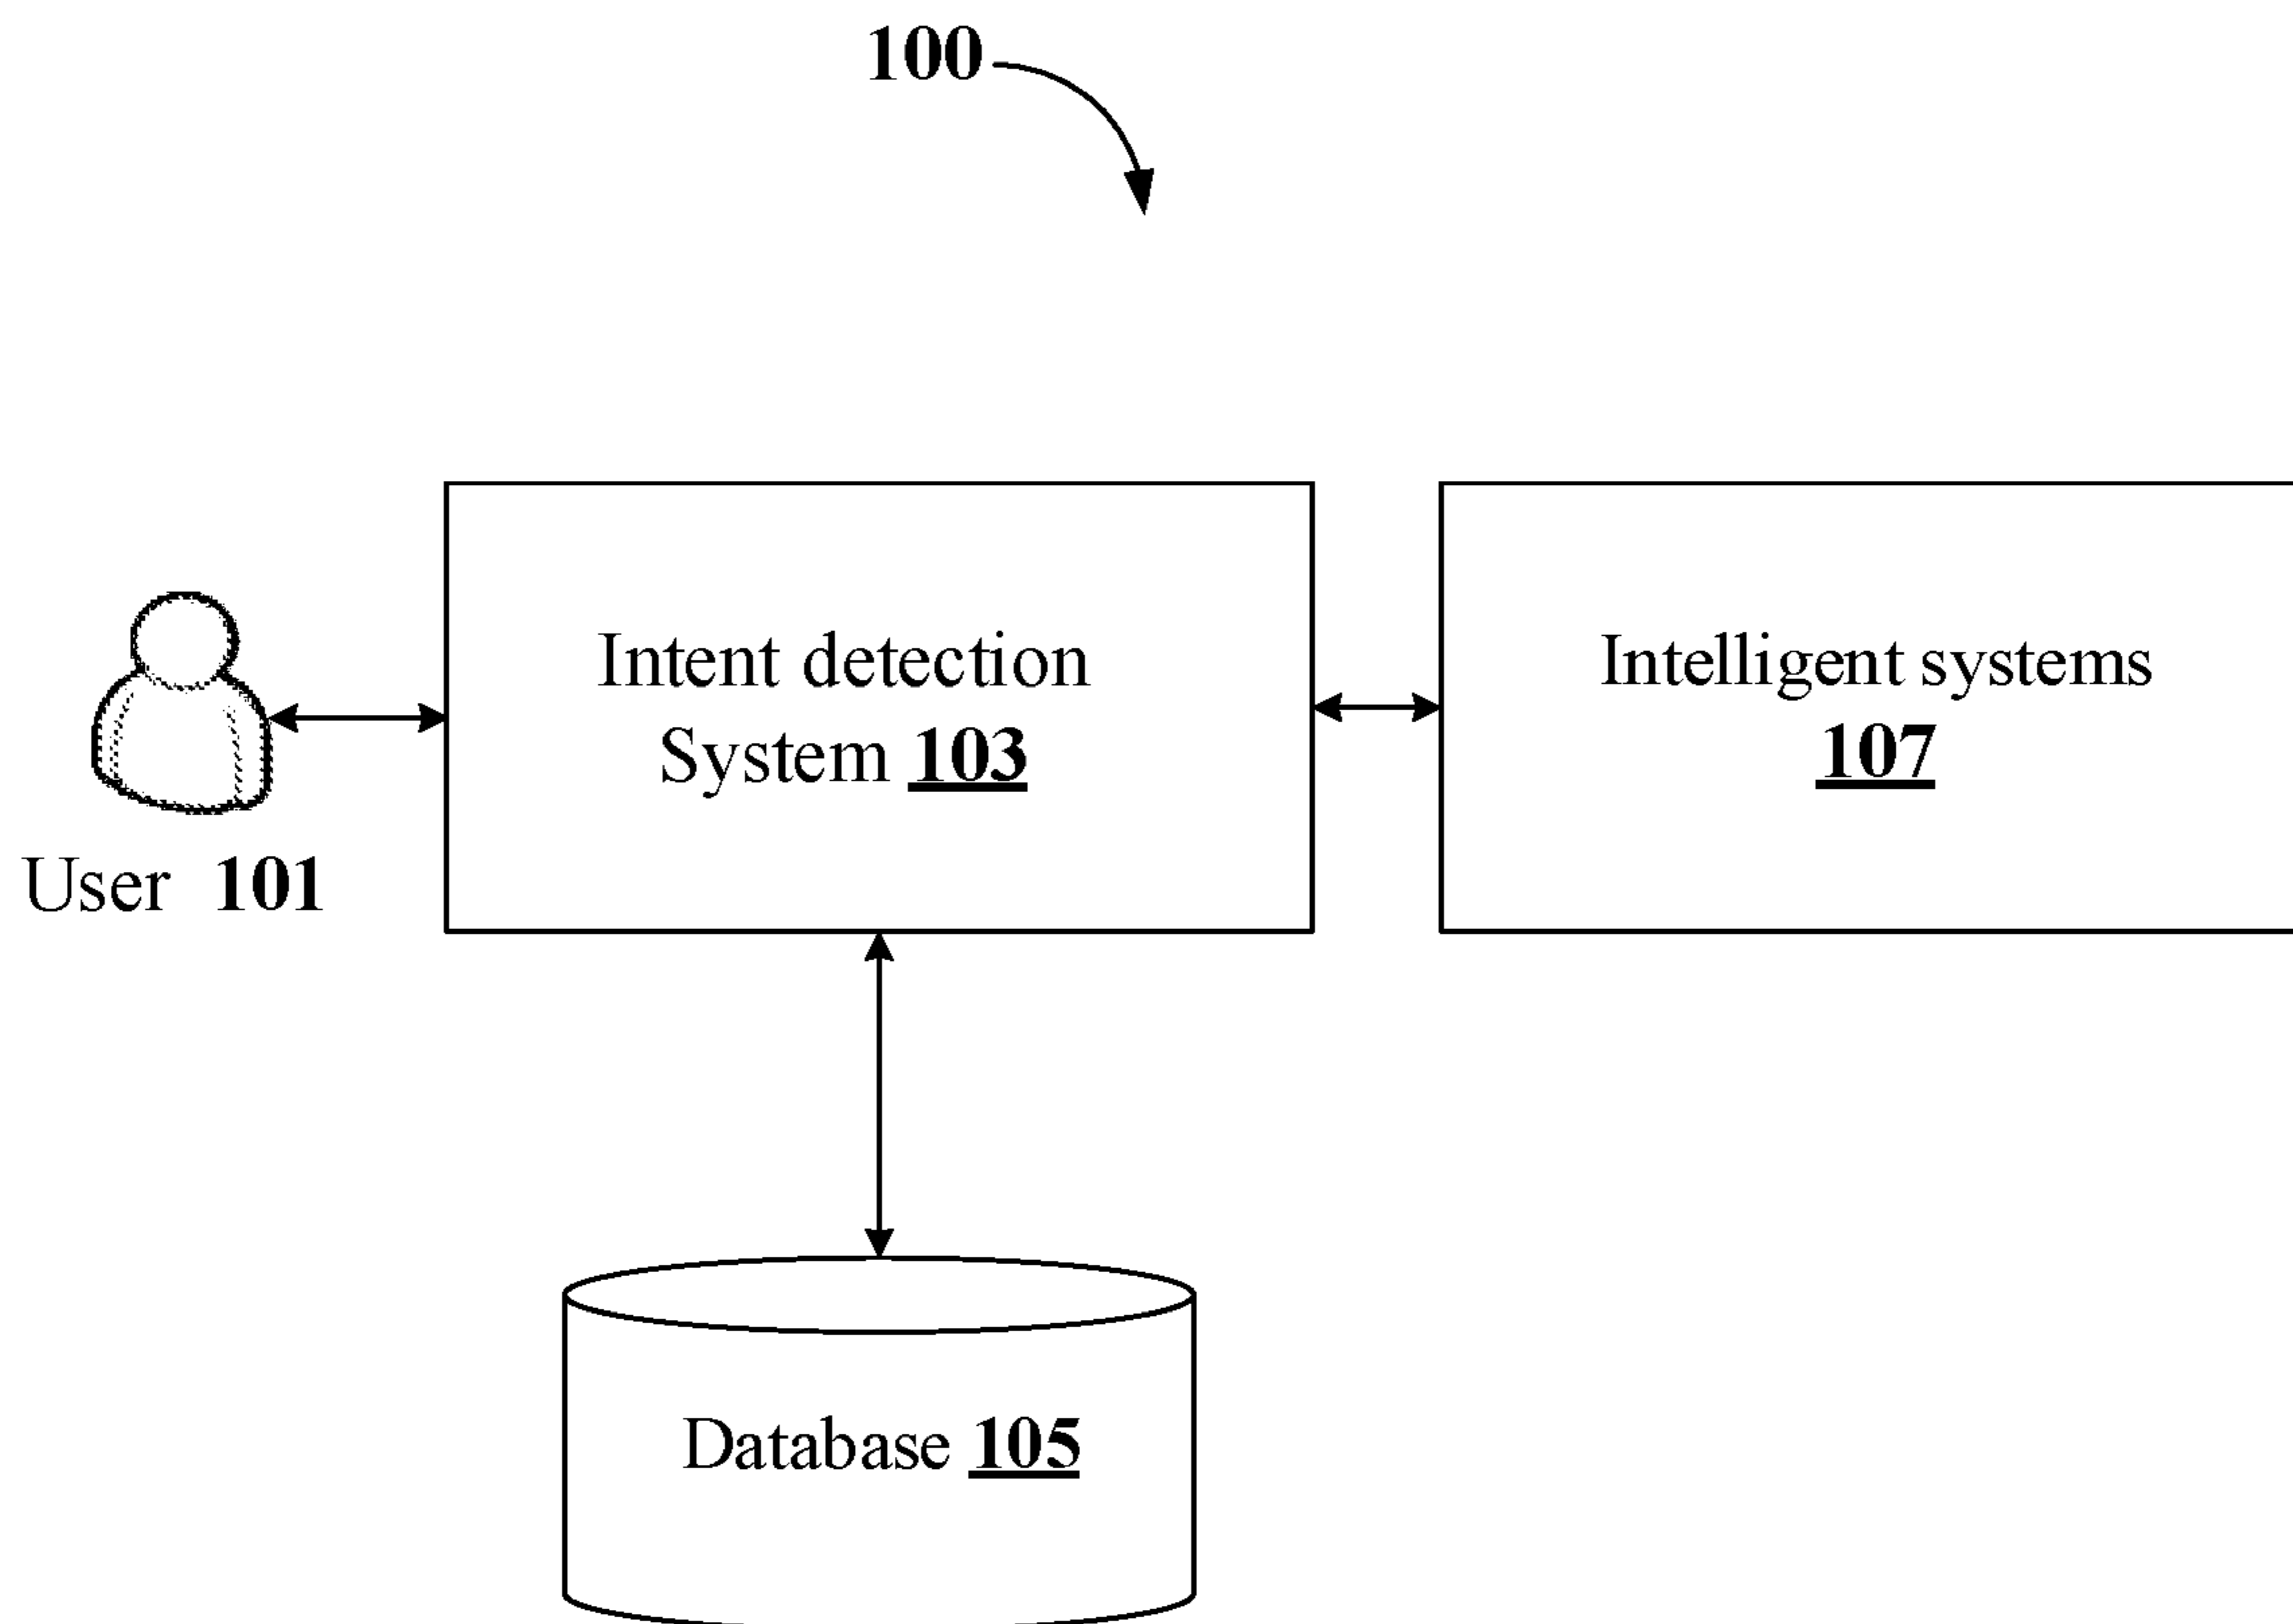 100
Intent detection
System 103
Intelligent systems
107
User 101
Database 105